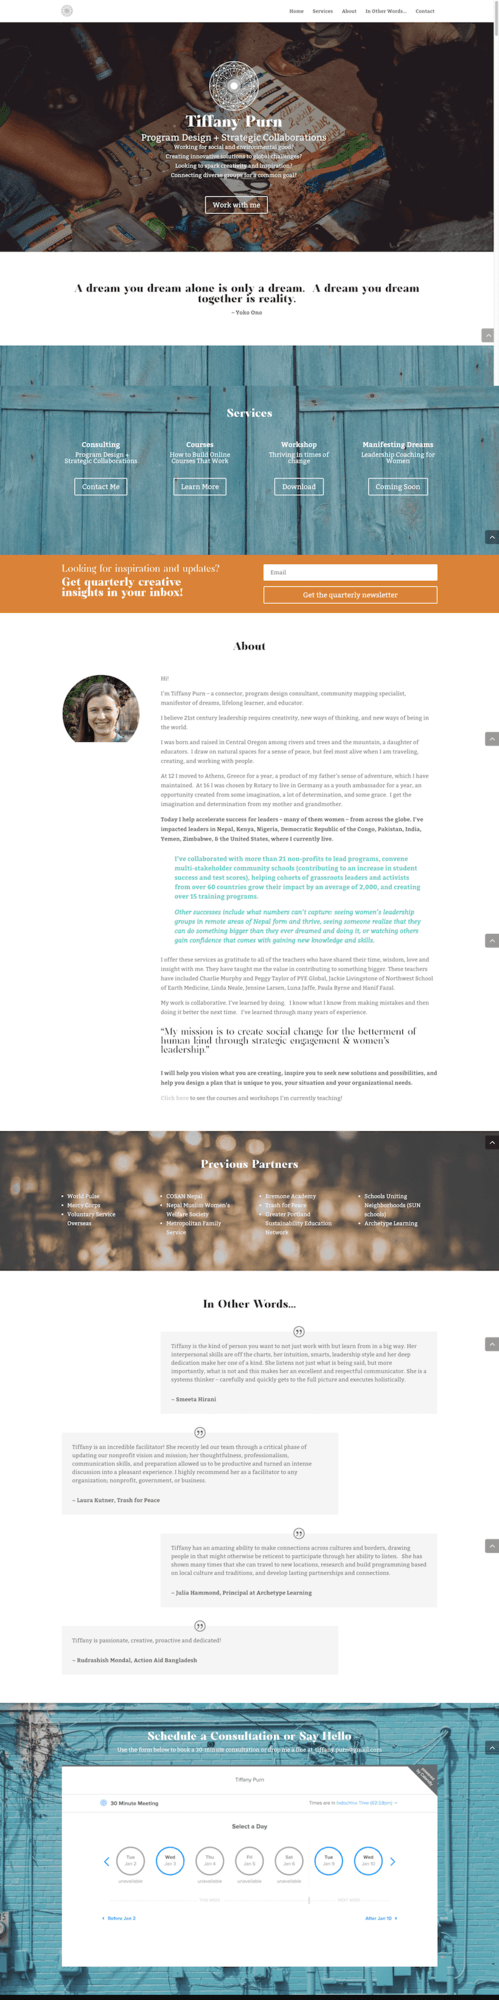 Home Services About In Other Words... Contact
Tiffany Purn
Program Design + Strategic Collaborations
Working for social and environmental good?
Creating innovative solutions to global challenges?
Looking to spark creativity and inspiration?
Connecting diverse groups for a common goal?
Work with me
A dream you dream alone is only a dream. A dream you dream
together is reality.
~ Yoko Ono
Services
Consulting
Program Design +
Strategic Collaborations
Contact Me
Courses
How to Build Online
Courses That Work
Learn More
Workshop
Thriving in times of
change
Download
Manifesting Dreams
Leadership Coaching for
Women
Coming Soon
Looking for inspiration and updates?
Get quarterly creative
insights in your inbox!
Email
Get the quarterly newsletter
About
Hi!
I'm Tiffany Purn – a connector, program design consultant, community mapping specialist,
manifestor of dreams, lifelong learner, and educator.
I believe 21st century leadership requires creativity, new ways of thinking, and new ways of being in
the world.
I was born and raised in Central Oregon among rivers and trees and the mountain, a daughter of
educators. I draw on natural spaces for a sense of peace, but feel most alive when I am traveling,
creating, and working with people.
At 12 I moved to Athens, Greece for a year, a product of my father's sense of adventure, which I have
maintained. At 16 I was chosen by Rotary to live in Germany as a youth ambassador for a year, an
opportunity created from some imagination, a lot of determination, and some grace. I get the
imagination and determination from my mother and grandmother.
Today I help accelerate success for leaders – many of them women – from across the globe. I've
impacted leaders in Nepal, Kenya, Nigeria, Democratic Republic of the Congo, Pakistan, India,
Yemen, Zimbabwe, & the United States, where I currently live.
I've collaborated with more than 21 non-profits to lead programs, convene
multi-stakeholder community schools (contributing to an increase in student
success and test scores), helping cohorts of grassroots leaders and activists
from over 60 countries grow their impact by an average of 2,000, and creating
over 15 training programs.
Other successes include what numbers can't capture: seeing women's leadership
groups in remote areas of Nepal form and thrive, seeing someone realize that they
can do something bigger than they ever dreamed and doing it, or watching others
gain confidence that comes with gaining new knowledge and skills.
I offer these services as gratitude to all of the teachers who have shared their time, wisdom, love and
insight with me. They have taught me the value in contributing to something bigger. These teachers
have included Charlie Murphy and Peggy Taylor of PYE Global, Jackie Livingstone of Northwest School
of Earth Medicine, Linda Neale, Jensine Larsen, Luna Jaffe, Paula Byrne and Hanif Fazal.
My work is collaborative. I've learned by doing. I know what I know from making mistakes and then
doing it better the next time. I've learned through many years of experience.
"My mission is to create social change for the betterment of
human kind through strategic engagement & women's
leadership."
I will help you vision what you are creating, inspire you to seek new solutions and possibilities, and
help you design a plan that is unique to you, your situation and your organizational needs.
Click here to see the courses and workshops I'm currently teaching!
Previous Partners
World Pulse
Mercy Corps
Voluntary Service
Overseas
COSAN Nepal
Nepal Muslim Women's
Welfare Society
Metropolitan Family
Service
Evemone Academy
Trash for Peace
Greater Portland
Sustainability Education
Network
Schools Uniting
Neighborhoods (SUN
schools)
Archetype Learning
In Other Words...
Tiffany is the kind of person you want to not just work with but learn from in a big way. Her
interpersonal skills are off the charts, her intuition, smarts, leadership style and her deep
dedication make her one of a kind. She listens not just what is being said, but more
importantly, what is not and this makes her an excellent and respectful communicator. She is a
systems thinker – carefully and quickly gets to the full picture and executes holistically.
~ Smeeta Hirani
Tiffany is an incredible facilitator! She recently led our team through a critical phase of
updating our nonprofit vision and mission; her thoughtfulness, professionalism,
communication skills, and preparation allowed us to be productive and turned an intense
discussion into a pleasant experience. I highly recommend her as a facilitator to any
organization; nonprofit, government, or business.
~ Laura Kutner, Trash for Peace
Tiffany has an amazing ability to make connections across cultures and borders, drawing
people in that might otherwise be reticent to participate through her ability to listen. She has
shown many times that she can travel to new locations, research and build programming based
on local culture and traditions, and develop lasting partnerships and connections.
~ Julia Hammond, Principal at Archetype Learning
Tiffany is passionate, creative, proactive and dedicated!
~ Rudrashish Mondal, Action Aid Bangladesh
Schedule a Consultation or Say Hello
Use the form below to book a 30-minute consultation or drop me a line at tiffany.purn@gmail.com
Tiffany Purn
30 Minute Meeting
Times are in
Select a Day
Tue Jan 2 unavailable
Wed Jan 3
Thu Jan 4 unavailable
Fri Jan 5 unavailable
Sat Jan 6 unavailable
Tue Jan 9
Wed Jan 10
Before Jan 2
After Jan 10